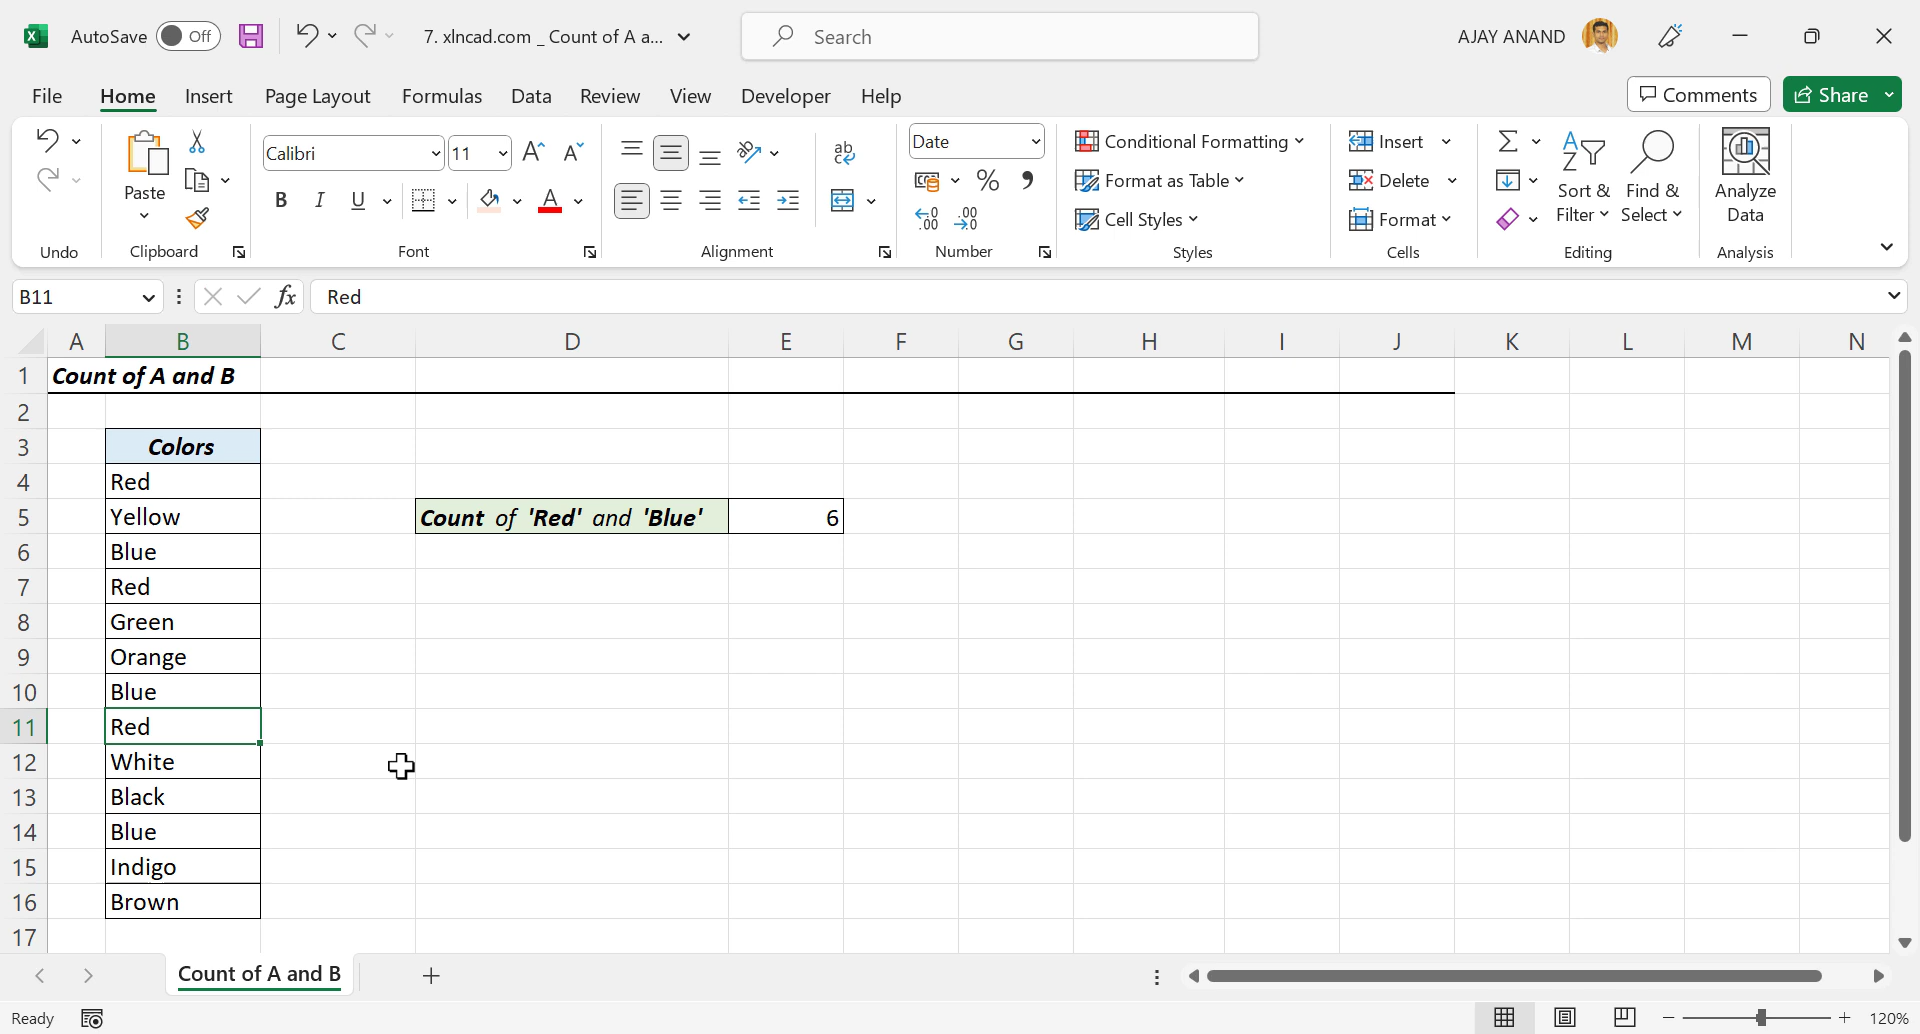 AutoSave Off 7. xlncad.com _ Count of A a... Search AJAY ANAND
File Home Insert Page Layout Formulas Data Review View Developer Help Comments Share
Paste
Undo
Clipboard
Calibri 11
B I U
Font
ab
Alignment
Date
% ,
Number
Conditional Formatting
Format as Table
Cell Styles
Styles
Insert
Delete
Format
Cells
Sort & Filter
Find & Select
Editing
Analyze Data
Analysis
B11 fx Red
A B C D E F G H I J K L M N
1 Count of A and B
2
3 Colors
4 Red
5 Yellow Count of 'Red' and 'Blue' 6
6 Blue
7 Red
8 Green
9 Orange
10 Blue
11 Red
12 White
13 Black
14 Blue
15 Indigo
16 Brown
17
Count of A and B
Ready 120%